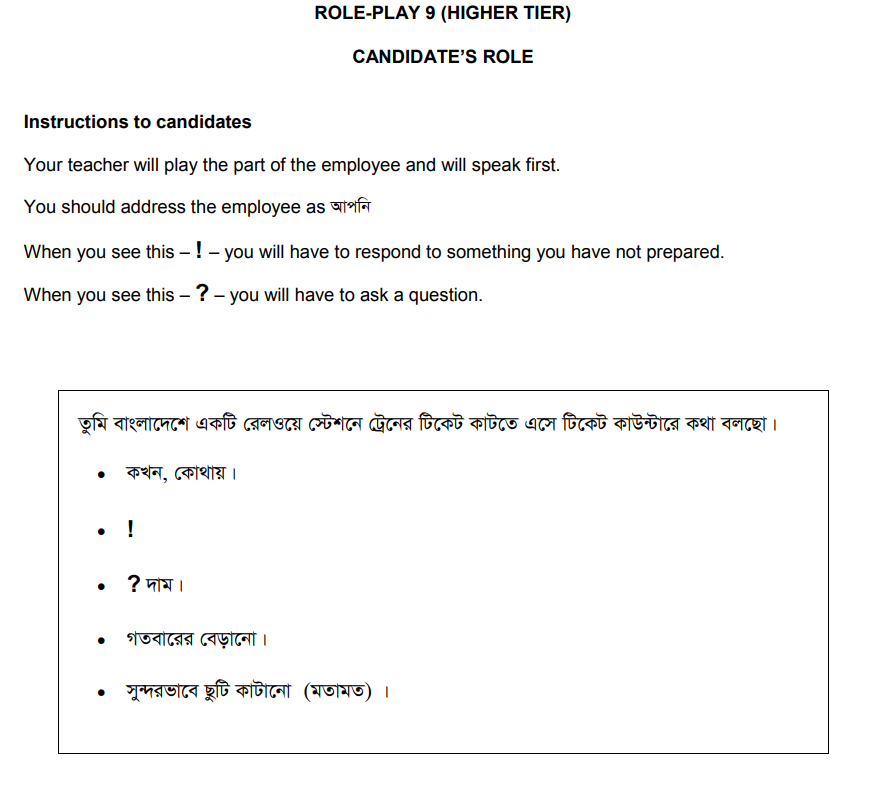 ROLE-PLAY 9 (HIGHER TIER)
CANDIDATE’S ROLE
Instructions to candidates
Your teacher will play the part of the employee and will speak first.
You should address the employee as আপনি
When you see this – ! – you will have to respond to something you have not prepared.
When you see this – ? – you will have to ask a question.
তুমি বাংলাদেশে একটি রেলওয়ে স্টেশনে ট্রেনের টিকেট কাটতে এসে টিকেট কাউন্টারে কথা বলছো।
• কখন, কোথায়।
• !
• ? দাম।
• গতবারের বেড়ানো।
• সুন্দরভাবে ছুটি কাটানো (মতামত) ।